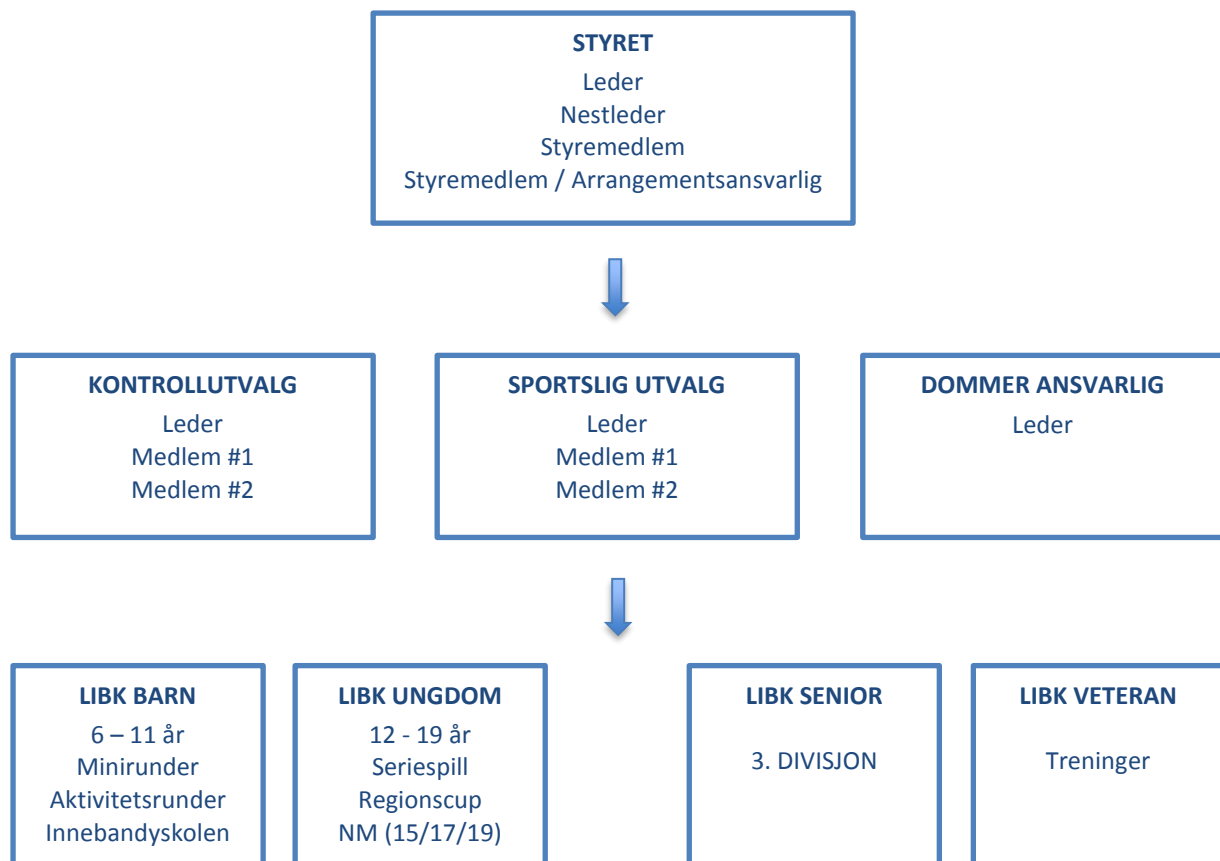 STYRET
Leder
Nestleder
Styremedlem
Styremedlem / Arrangementsansvarlig
KONTROLLUTVALG
Leder
Medlem #1
Medlem #2
SPORTSLIG UTVALG
Leder
Medlem #1
Medlem #2
DOMMER ANSVARLIG
Leder
LIBK BARN
6 – 11 år
Minirunder
Aktivitetsrunder
Innebandyskolen
LIBK UNGDOM
12 - 19 år
Seriespill
Regionscup
NM (15/17/19)
LIBK SENIOR
3. DIVISJON
LIBK VETERAN
Treninger